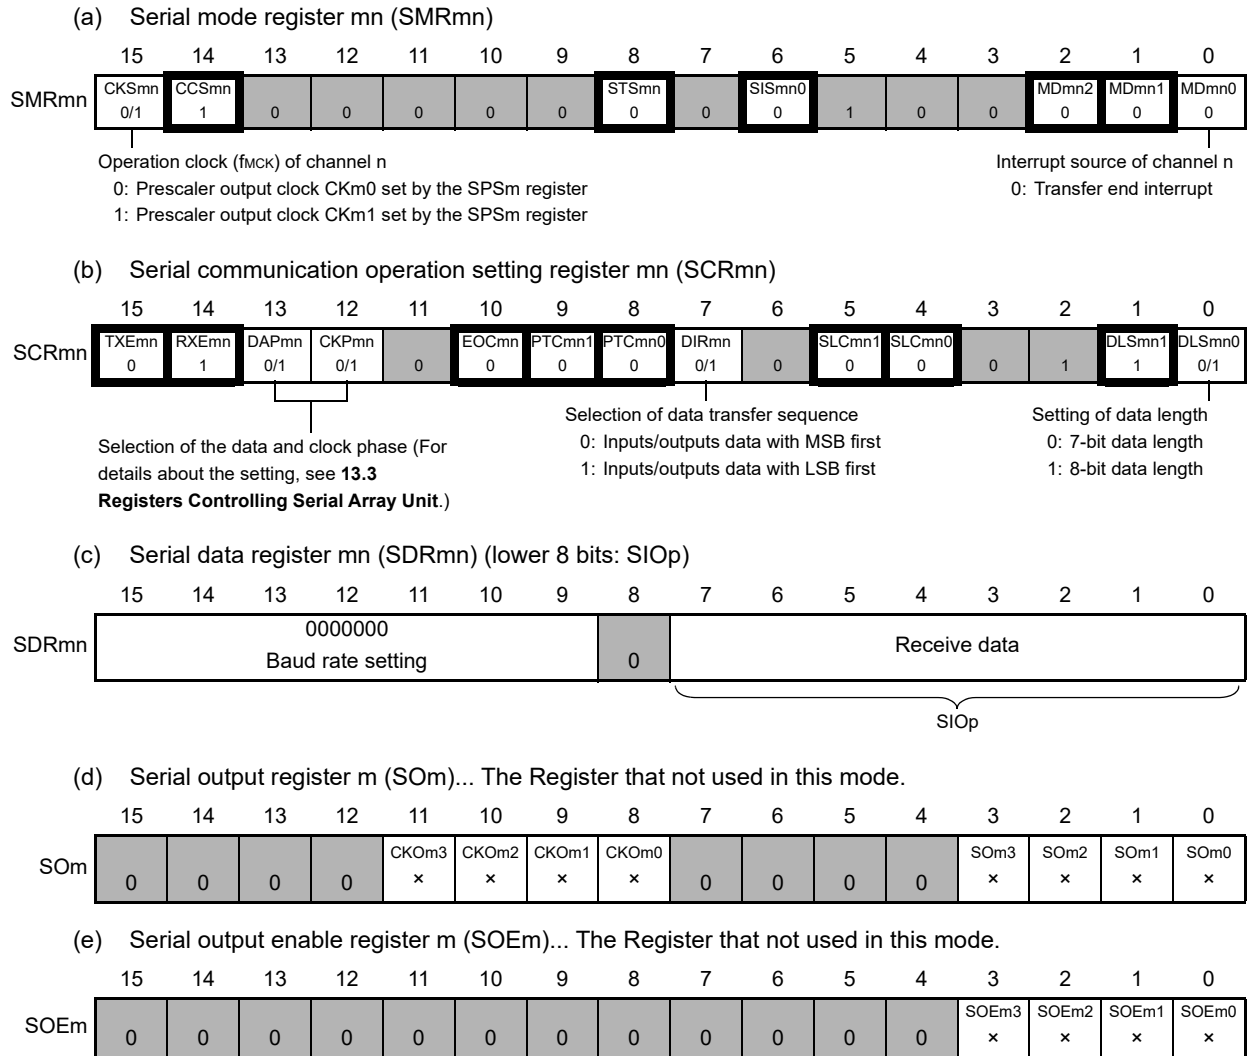 (a) Serial mode register mn (SMRmn)
15 14 13 12 11 10 9 8 7 6 5 4 3 2 1 0
SMRmn CKSmn CCSmn STSmn SISmn0 MDmn2 MDmn1 MDmn0
0/1 1 0 0 0 0 0 0 0 0 1 0 0 0 0 0
Operation clock (fMCK) of channel n
0: Prescaler output clock CKm0 set by the SPSm register
1: Prescaler output clock CKm1 set by the SPSm register
Interrupt source of channel n
0: Transfer end interrupt
(b) Serial communication operation setting register mn (SCRmn)
15 14 13 12 11 10 9 8 7 6 5 4 3 2 1 0
SCRmn TXEmn RXEmn DAPmn CKPmn EOCmn PTCmn1 PTCmn0 DIRmn SLCmn1 SLCmn0 DLSmn1 DLSmn0
0 1 0/1 0/1 0 0 0 0 0/1 0 0 0 0 1 1 0/1
Selection of the data and clock phase (For
details about the setting, see 13.3
Registers Controlling Serial Array Unit.)
Selection of data transfer sequence
0: Inputs/outputs data with MSB first
1: Inputs/outputs data with LSB first
Setting of data length
0: 7-bit data length
1: 8-bit data length
(c) Serial data register mn (SDRmn) (lower 8 bits: SIOp)
15 14 13 12 11 10 9 8 7 6 5 4 3 2 1 0
SDRmn
0000000
Baud rate setting
0
Receive data
SIOp
(d) Serial output register m (SOm)... The Register that not used in this mode.
15 14 13 12 11 10 9 8 7 6 5 4 3 2 1 0
SOm CKOm3 CKOm2 CKOm1 CKOm0 SOm3 SOm2 SOm1 SOm0
0 0 0 0 × × × × 0 0 0 0 × × × ×
(e) Serial output enable register m (SOEm)... The Register that not used in this mode.
15 14 13 12 11 10 9 8 7 6 5 4 3 2 1 0
SOEm SOEm3 SOEm2 SOEm1 SOEm0
0 0 0 0 0 0 0 0 0 0 0 0 × × × ×